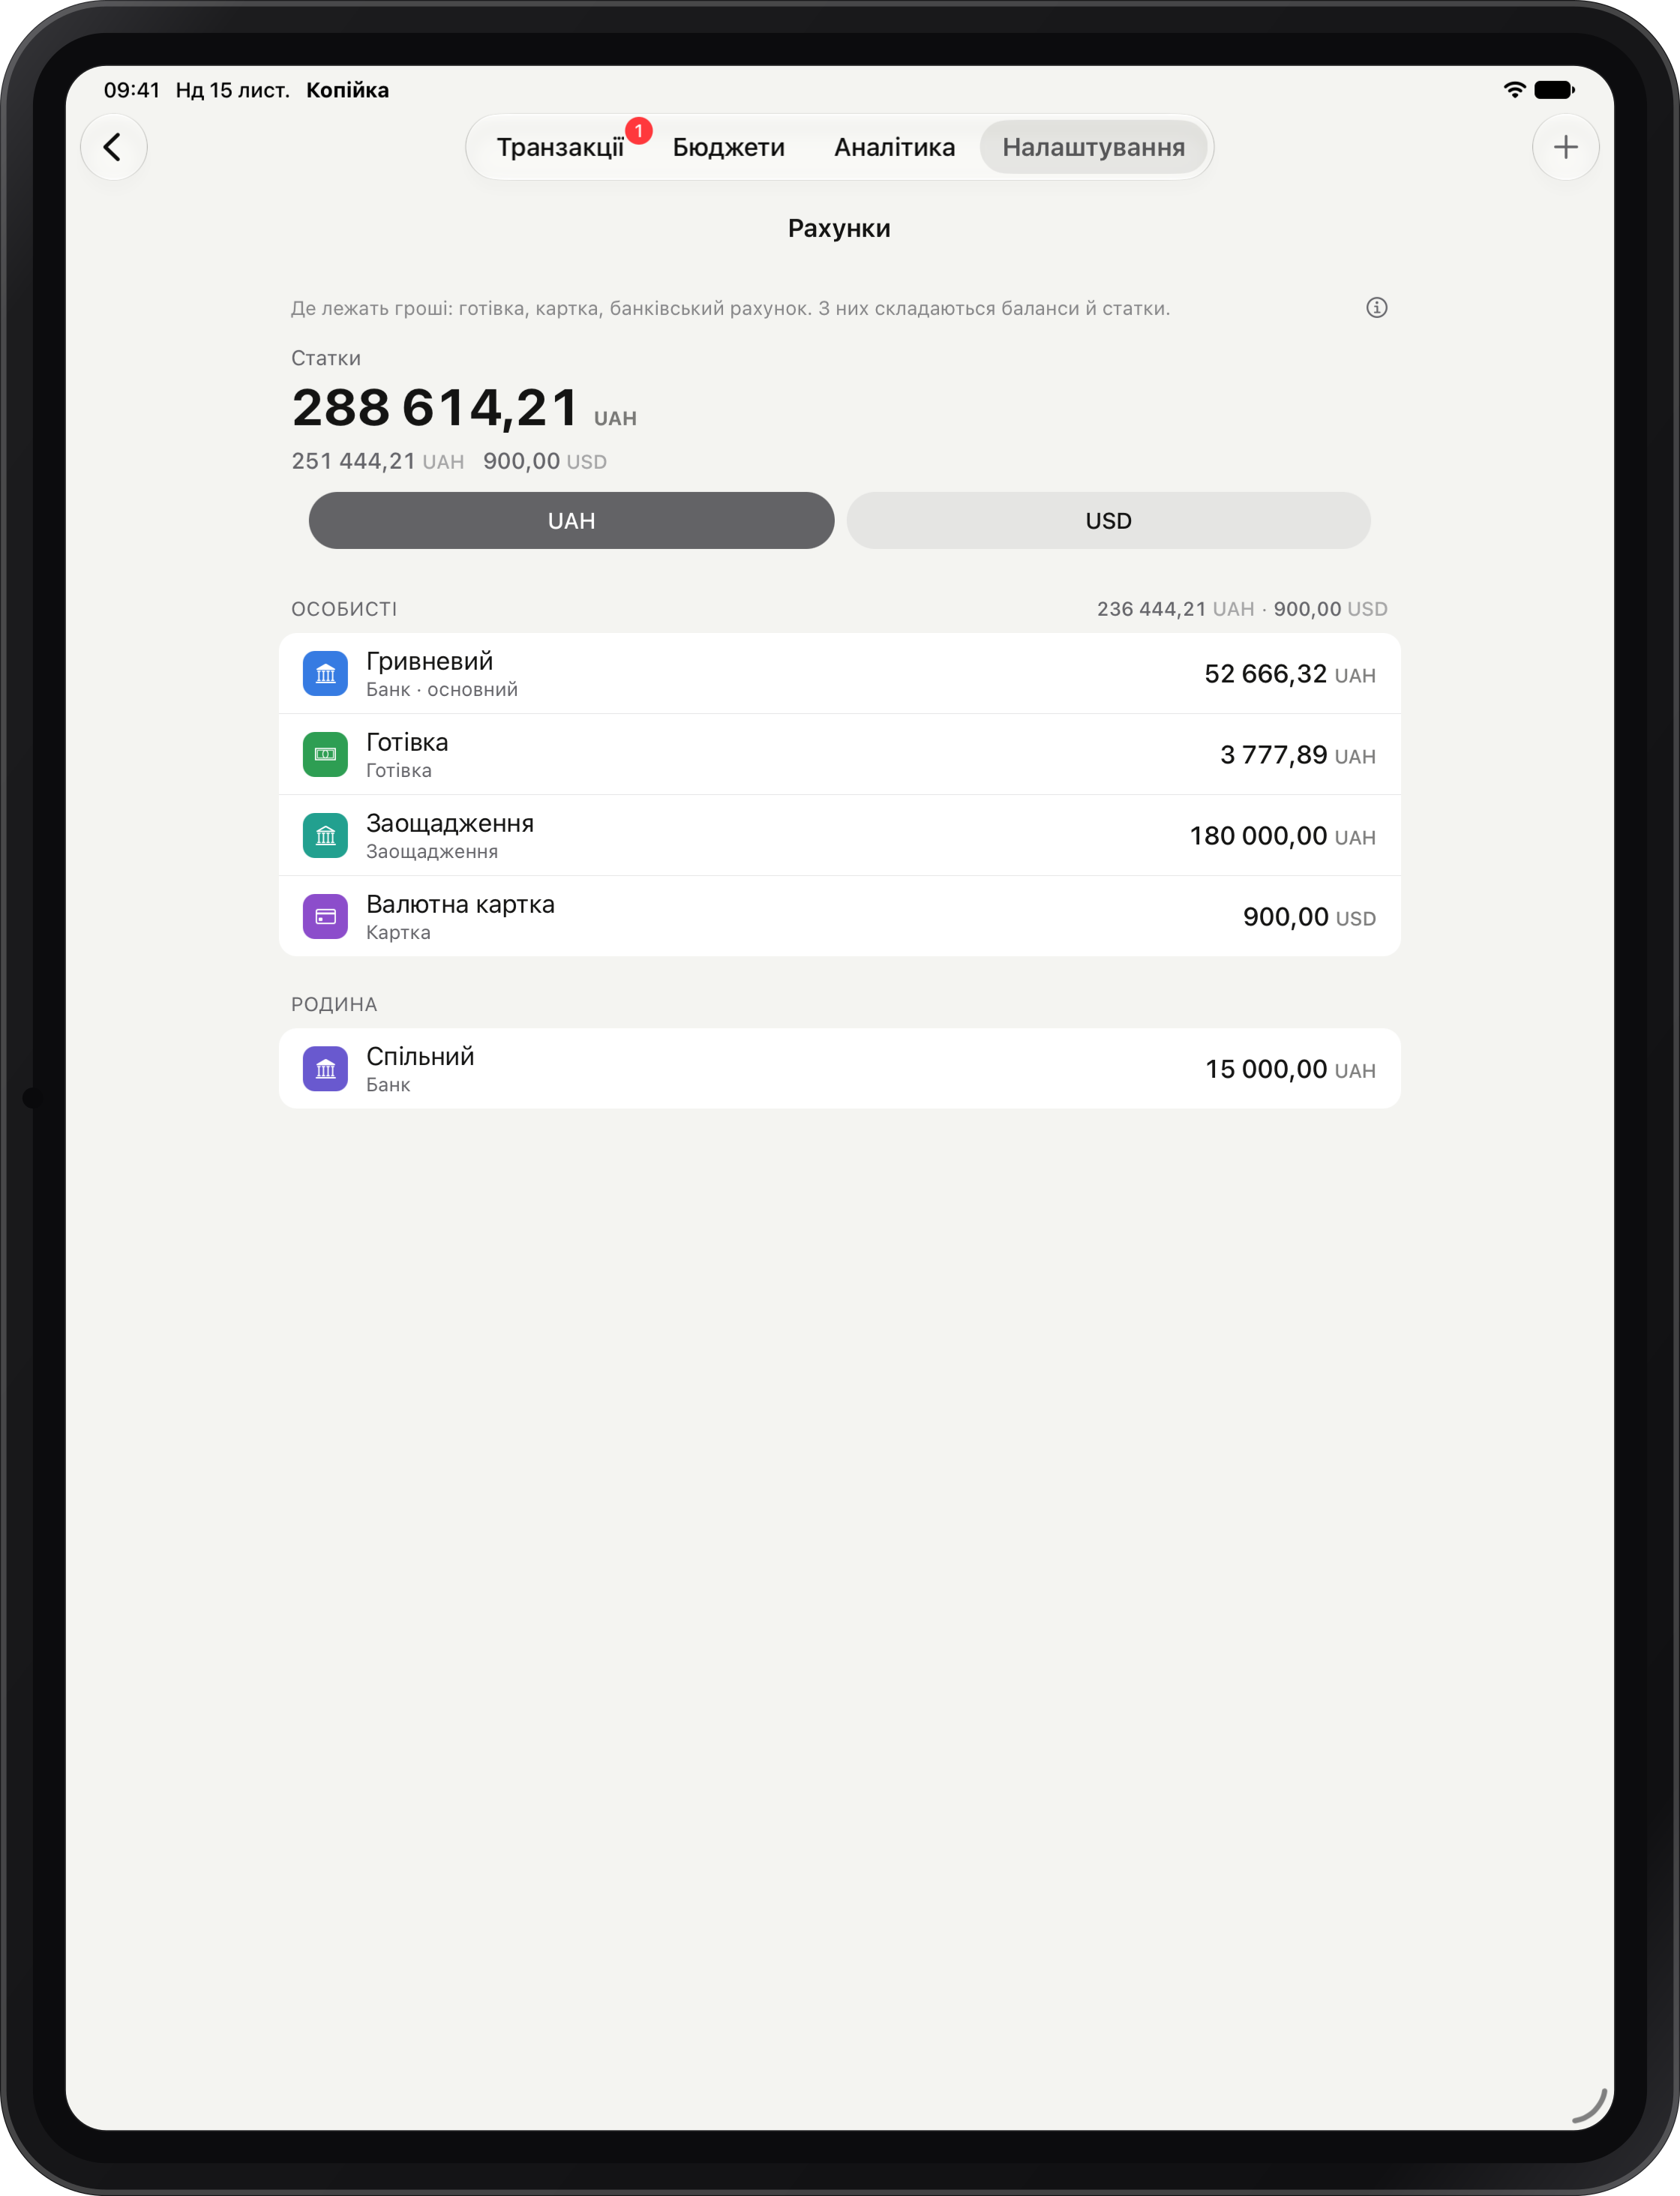 09:41 Нд 15 лист. Копійка
Транзакції 1 Бюджети Аналітика Налаштування
Рахунки
Де лежать гроші: готівка, картка, банківський рахунок. З них складаються баланси й статки.
Статки
288 614,21 UAH
251 444,21 UAH 900,00 USD
UAH USD
ОСОБИСТІ 236 444,21 UAH · 900,00 USD
Гривневий
Банк · основний
52 666,32 UAH
Готівка
Готівка
3 777,89 UAH
Заощадження
Заощадження
180 000,00 UAH
Валютна картка
Картка
900,00 USD
РОДИНА
Спільний
Банк
15 000,00 UAH